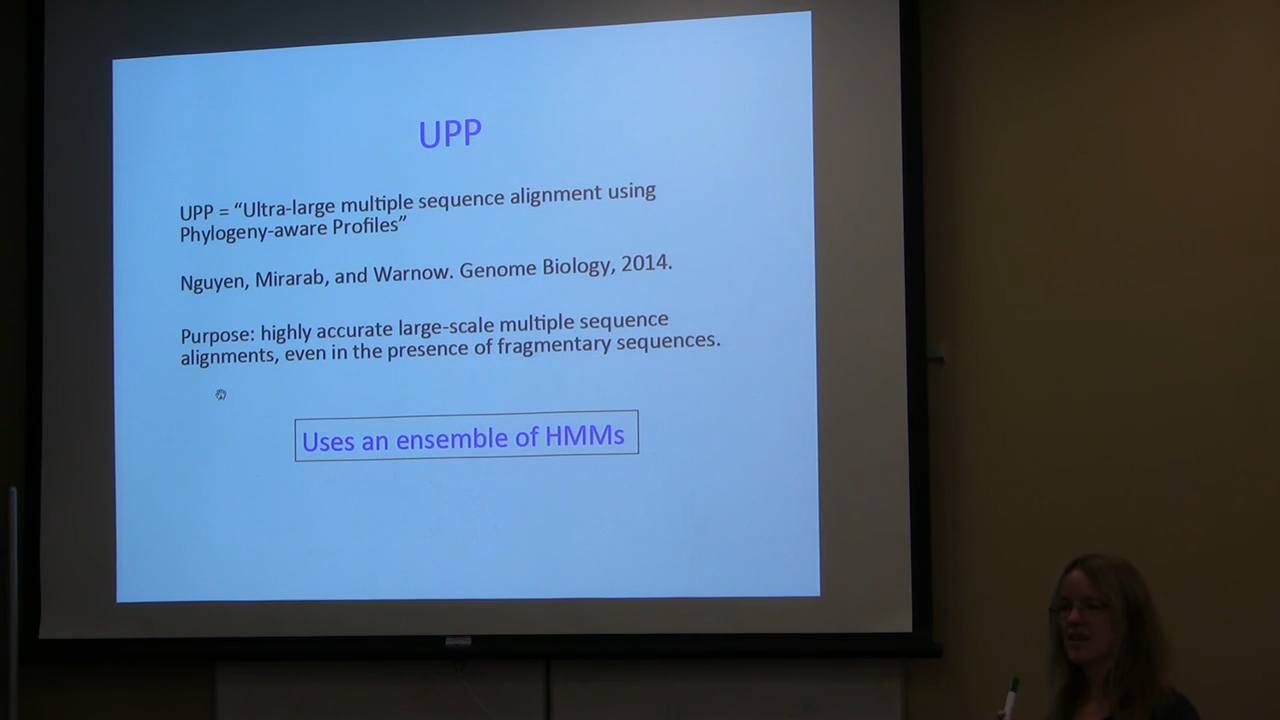 UPP
UPP = “Ultra-large multiple sequence alignment using
Phylogeny-aware Profiles”
Nguyen, Mirarab, and Warnow. Genome Biology, 2014.
Purpose: highly accurate large-scale multiple sequence
alignments, even in the presence of fragmentary sequences.
Uses an ensemble of HMMs